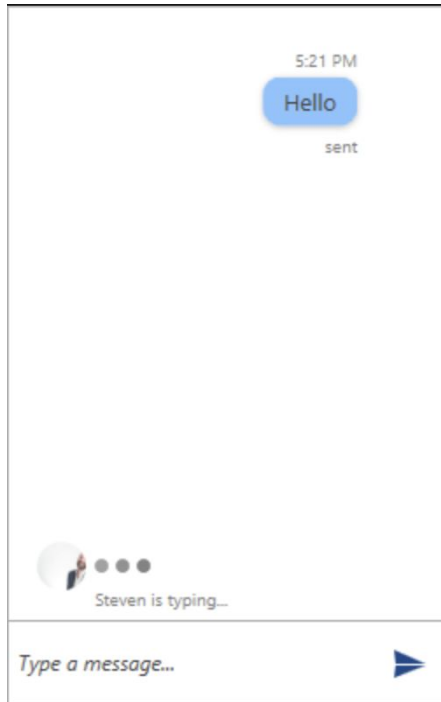 5:21 PM
Hello
sent
Steven is typing...
Type a message...